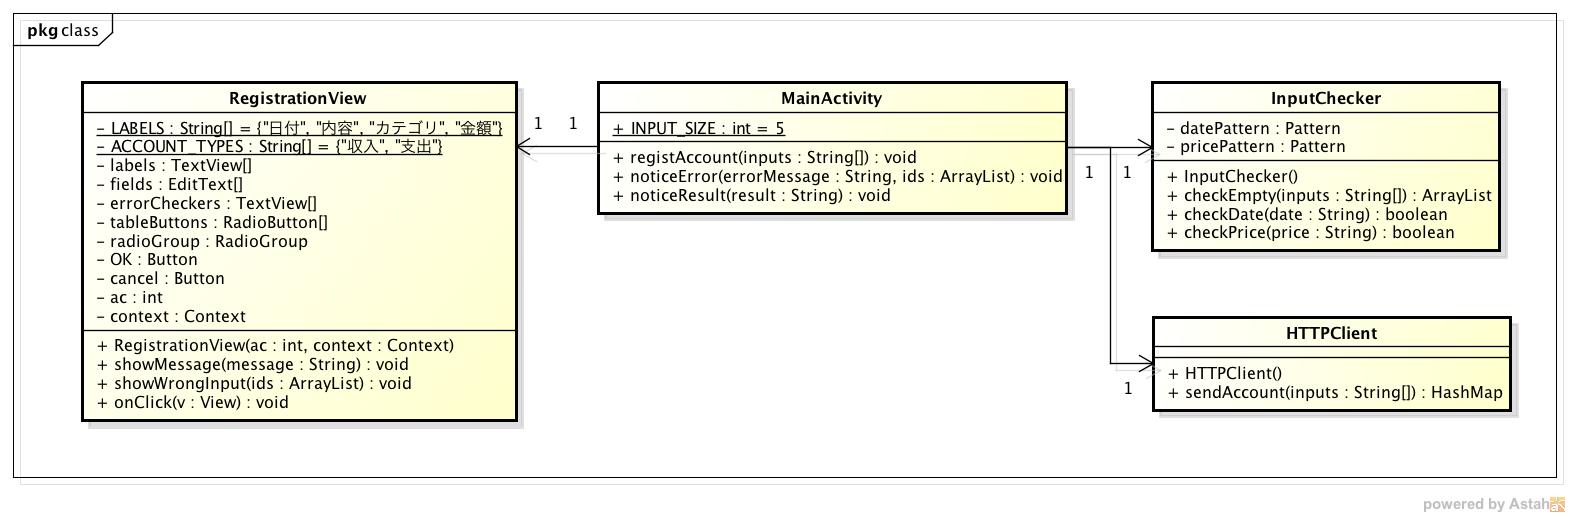 pkg class
RegistrationView
- LABELS : String[] = {"日付", "内容", "カテゴリ", "金額"}
- ACCOUNT_TYPES : String[] = {"収入", "支出"}
- labels : TextView[]
- fields : EditText[]
- errorCheckers : TextView[]
- tableButtons : RadioButton[]
- radioGroup : RadioGroup
- OK : Button
- cancel : Button
- ac : int
- context : Context
+ RegistrationView(ac : int, context : Context)
+ showMessage(message : String) : void
+ showWrongInput(ids : ArrayList) : void
+ onClick(v : View) : void
1 1
MainActivity
+ INPUT_SIZE : int = 5
+ registAccount(inputs : String[]) : void
+ noticeError(errorMessage : String, ids : ArrayList) : void
+ noticeResult(result : String) : void
1 1
InputChecker
- datePattern : Pattern
- pricePattern : Pattern
+ InputChecker()
+ checkEmpty(inputs : String[]) : ArrayList
+ checkDate(date : String) : boolean
+ checkPrice(price : String) : boolean
1
HTTPClient
+ HTTPClient()
+ sendAccount(inputs : String[]) : HashMap
powered by Astah